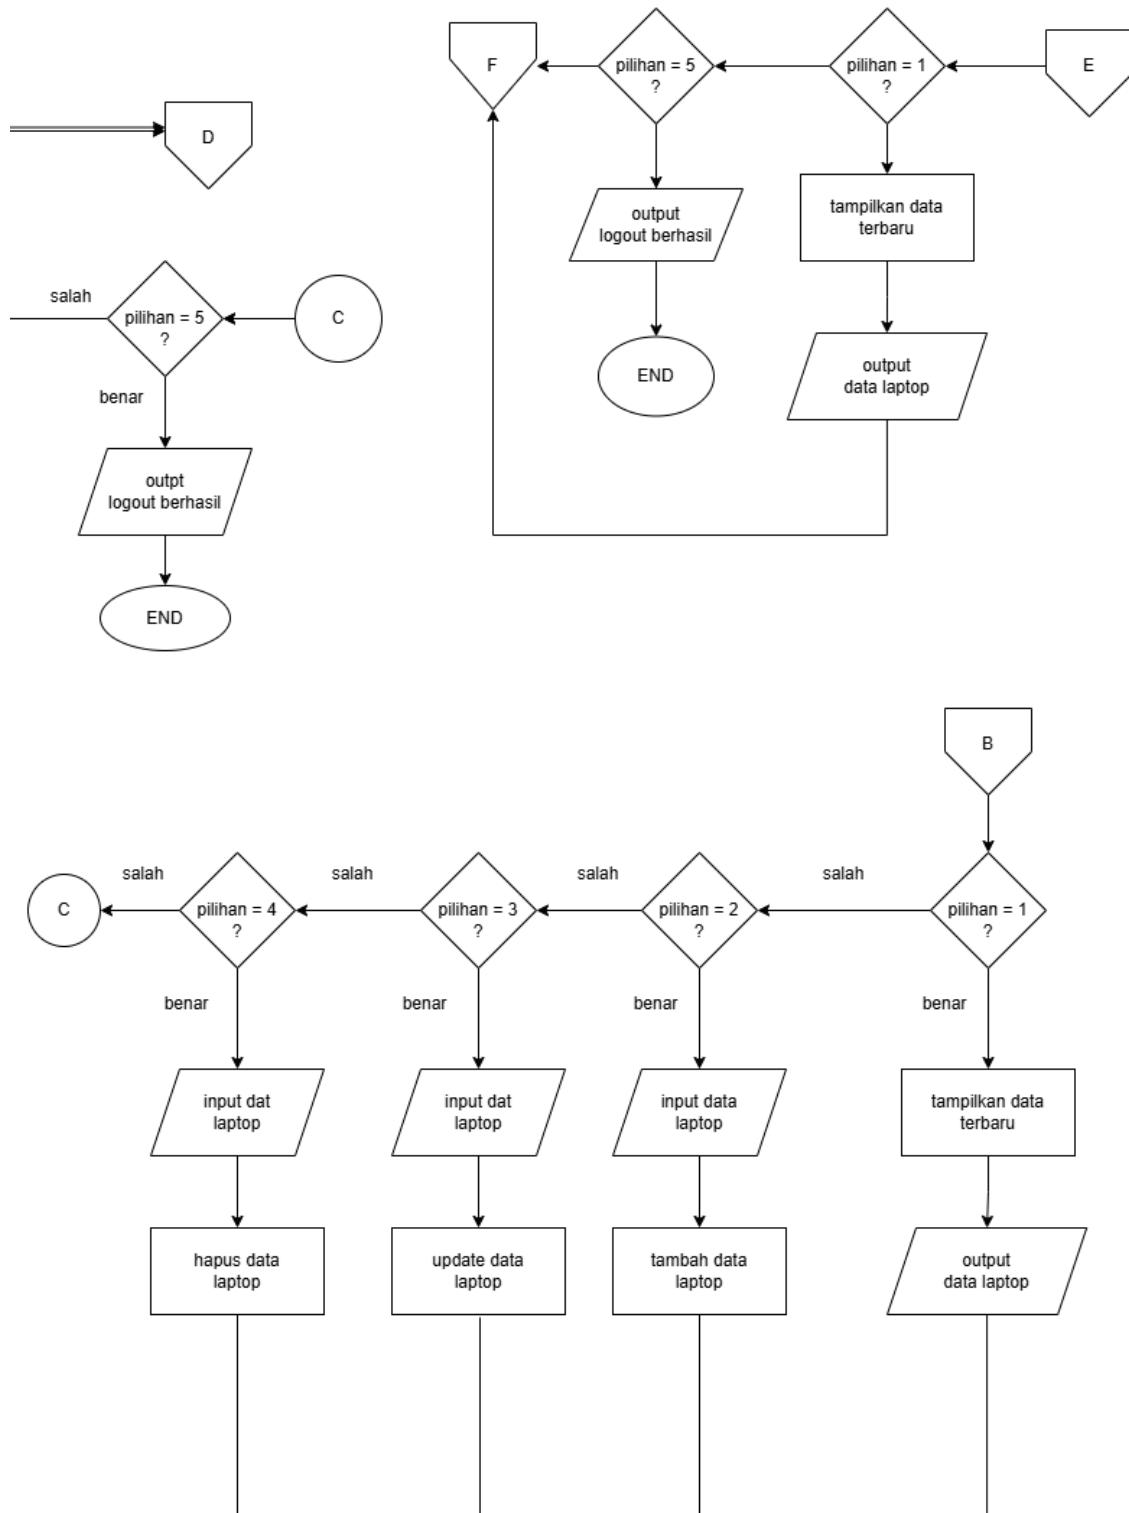 F
pilihan = 5
?
pilihan = 1
?
E
D
output
logout berhasil
tampilkan data
terbaru
salah
pilihan = 5
?
C
END
output
data laptop
benar
outpt
logout berhasil
END
B
C
salah
pilihan = 4
?
salah
pilihan = 3
?
salah
pilihan = 2
?
salah
pilihan = 1
?
benar
benar
benar
benar
input dat
laptop
input dat
laptop
input data
laptop
tampilkan data
terbaru
hapus data
laptop
update data
laptop
tambah data
laptop
output
data laptop